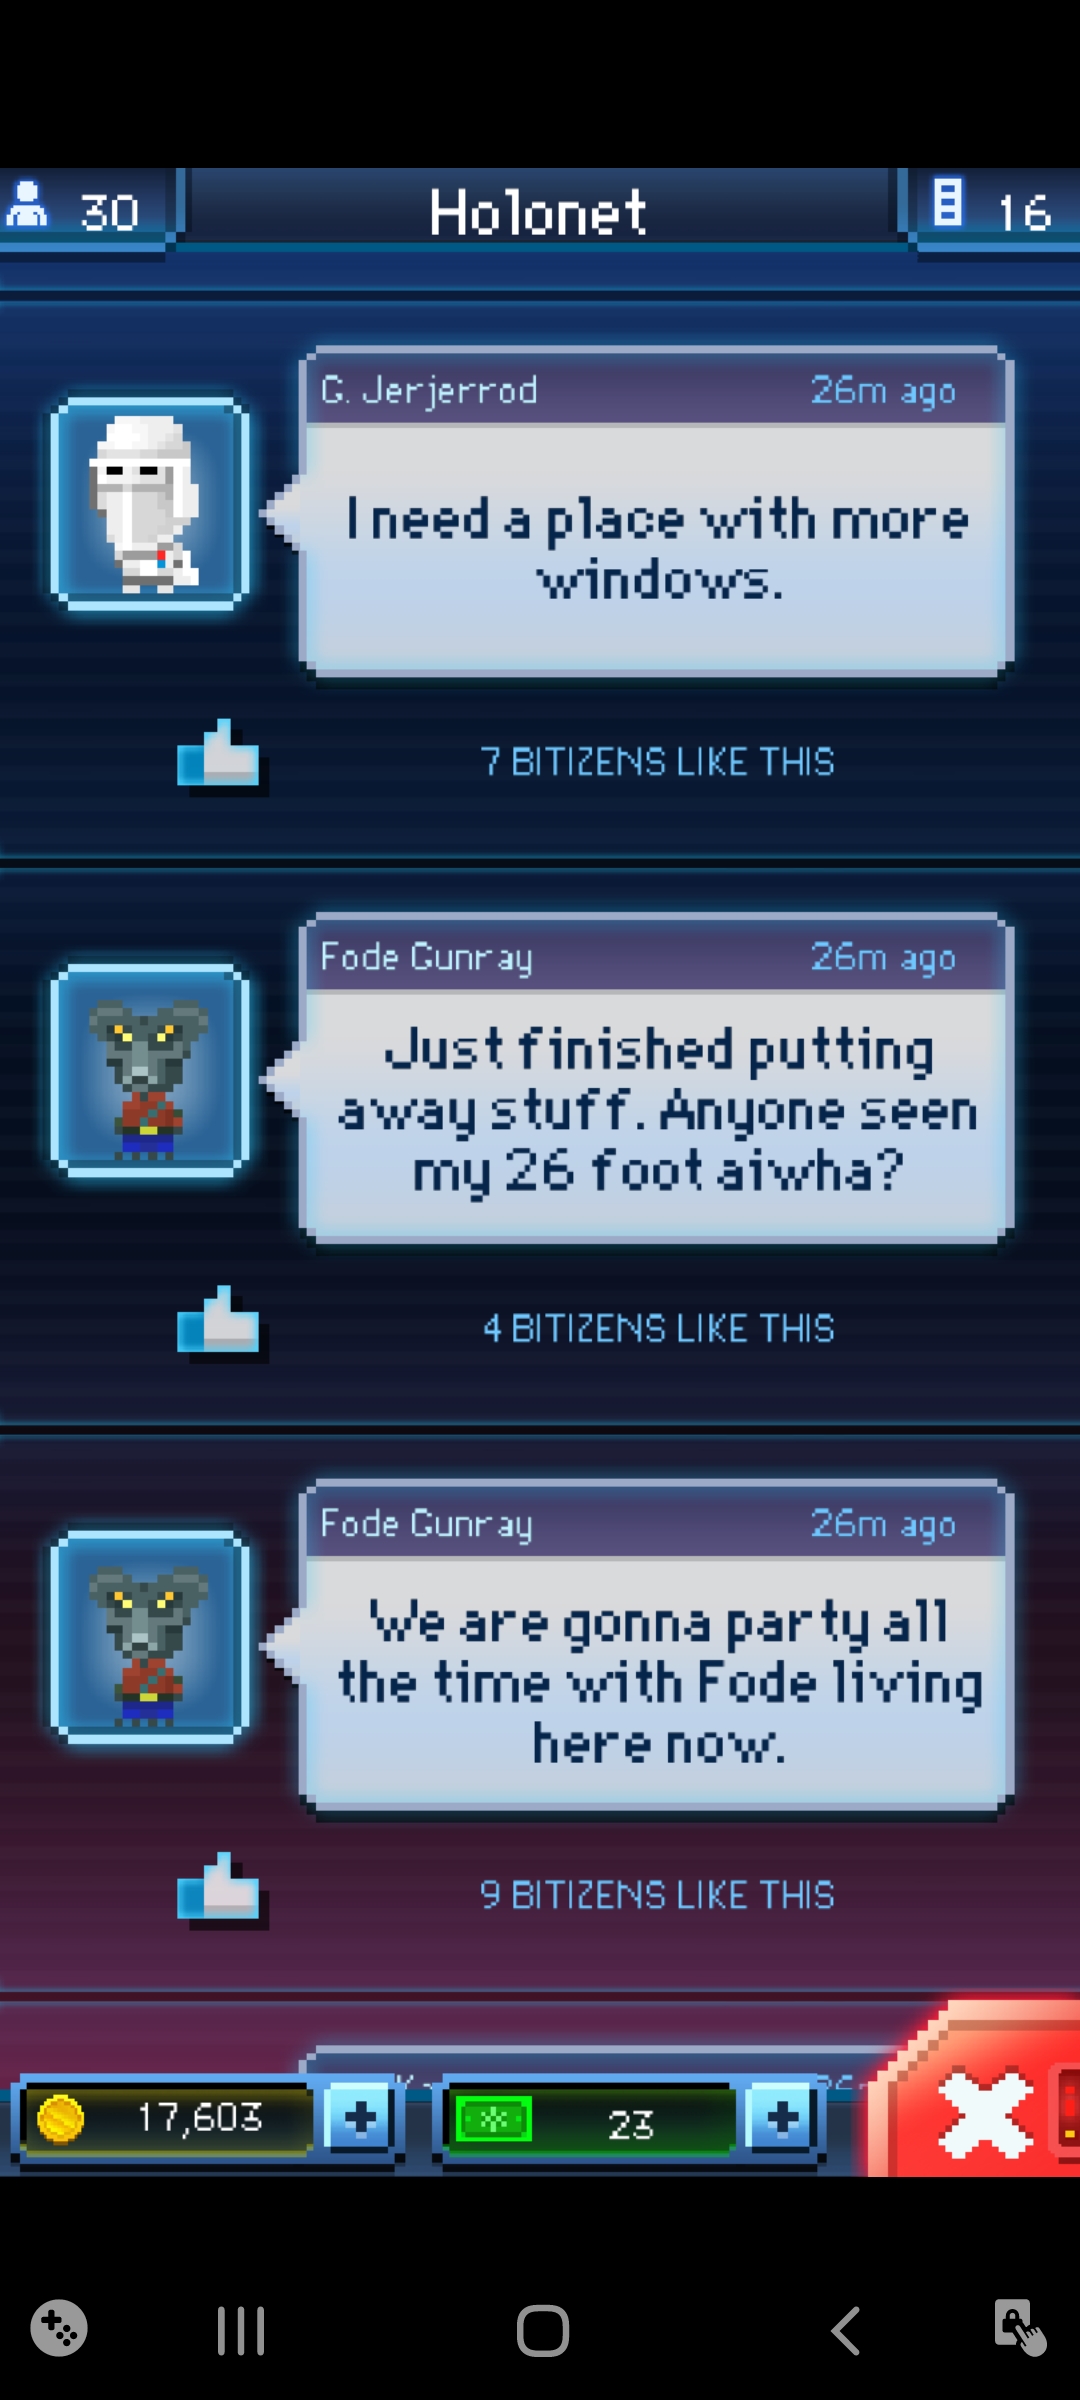 30 Holonet 16
G. Jerjerrod 26m ago
I need a place with more
windows.
7 BITIZENS LIKE THIS
Fode Gunray 26m ago
Just finished putting
away stuff. Anyone seen
my 26 foot aiwha?
4 BITIZENS LIKE THIS
Fode Gunray 26m ago
We are gonna party all
the time with Fode living
here now.
9 BITIZENS LIKE THIS
17,603 23